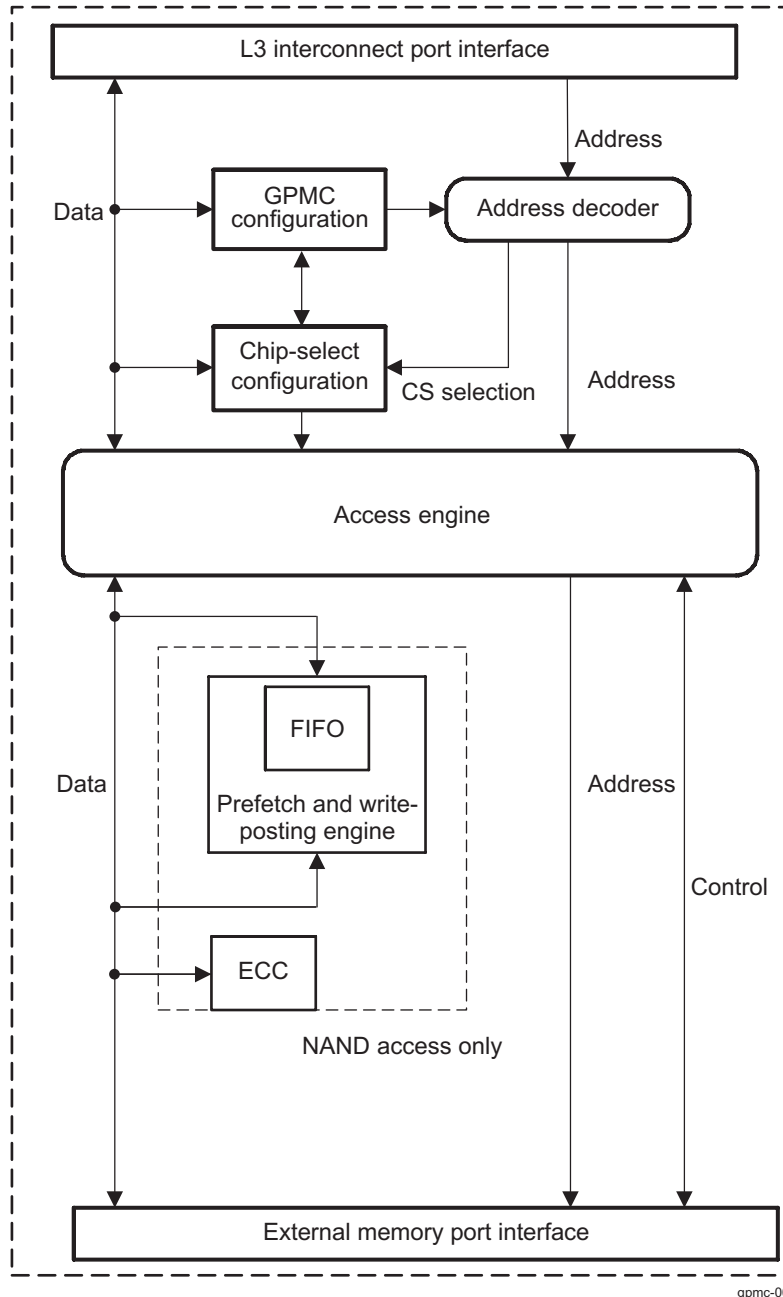 L3 interconnect port interface
Address
GPMC
configuration
Address decoder
Data
Chip-select
configuration
CS selection
Address
Access engine
FIFO
Prefetch and write-
posting engine
Data
Address
Control
ECC
NAND access only
External memory port interface